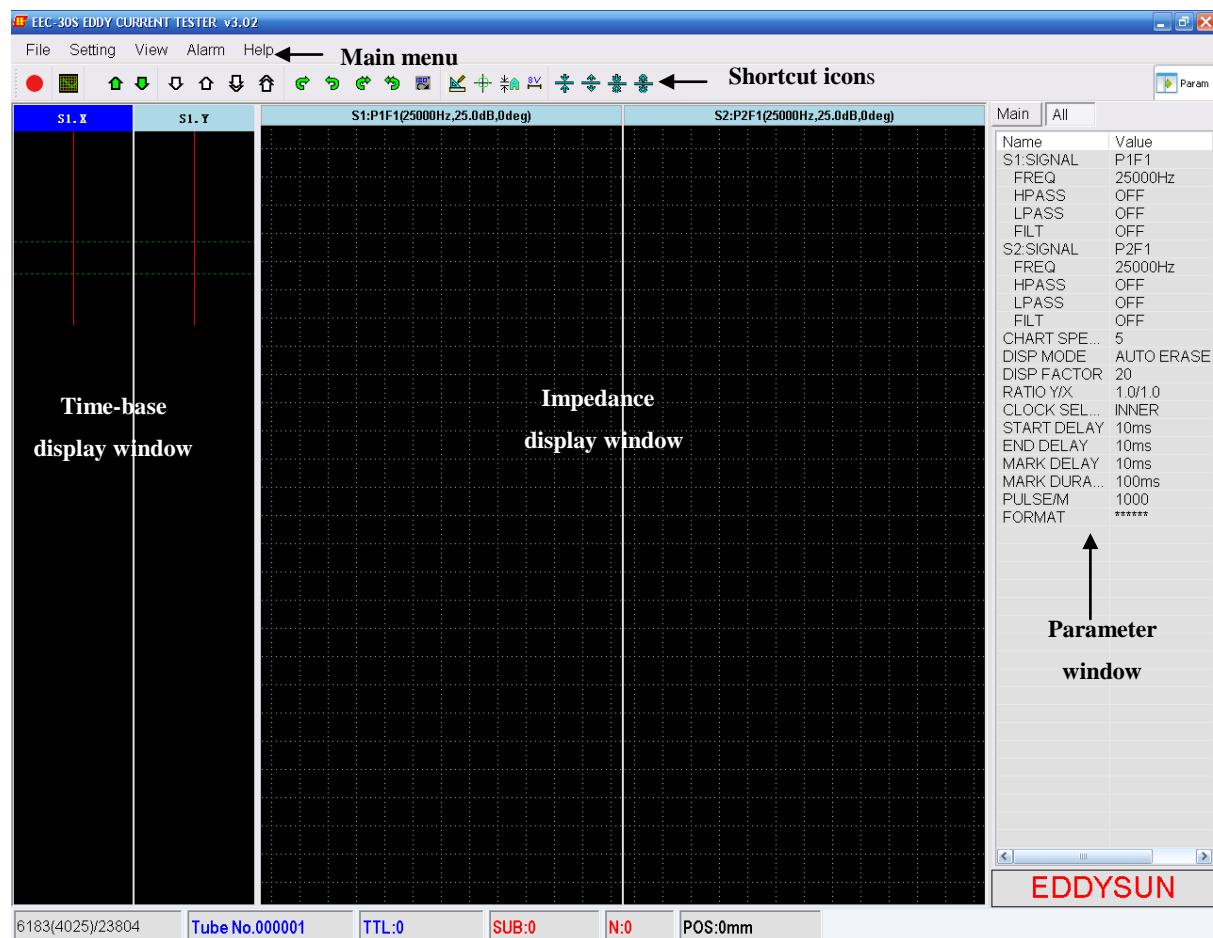 EEC-30S EDDY CURRENT TESTER v3.02
File Setting View Alarm Help
Main menu
Shortcut icons
8V
Param
S1.X S1.Y S1:P1F1(25000Hz,25.0dB,0deg) S2:P2F1(25000Hz,25.0dB,0deg)
Main All
Name Value
S1:SIGNAL P1F1
FREQ 25000Hz
HPASS OFF
LPASS OFF
FILT OFF
S2:SIGNAL P2F1
FREQ 25000Hz
HPASS OFF
LPASS OFF
FILT OFF
CHART SPE... 5
DISP MODE AUTO ERASE
DISP FACTOR 20
RATIO Y/X 1.0/1.0
CLOCK SEL... INNER
START DELAY 10ms
END DELAY 10ms
MARK DELAY 10ms
MARK DURA... 100ms
PULSE/M 1000
FORMAT ******
Time-base
display window
Impedance
display window
Parameter
window
EDDYSUN
6183(4025)/23804 Tube No.000001 TTL:0 SUB:0 N:0 POS:0mm